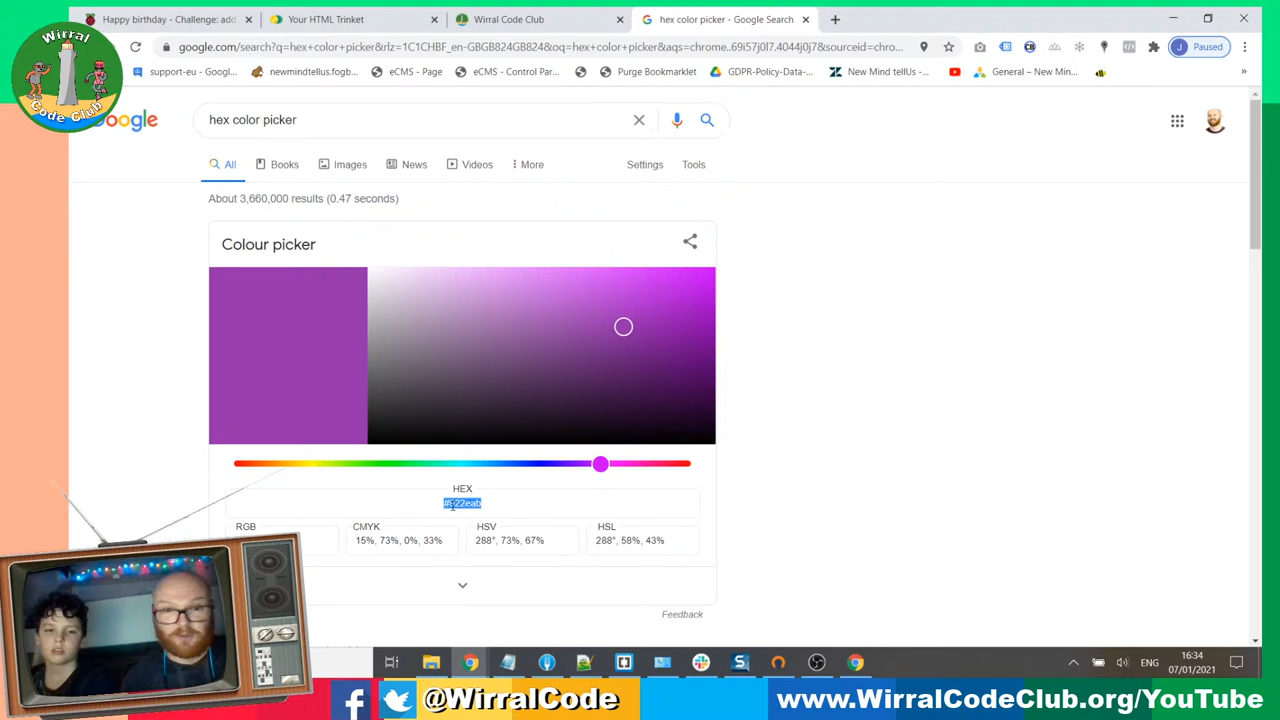 Happy birthday - Challenge: add
Your HTML Trinket
Wirral Code Club
hex color picker - Google Search
google.com/search?q=hex+color+picker&rlz=1C1CHBF_en-GBGB824GB824&oq=hex+color+picker&aqs=chrome..69i57j0l7.4044j0j7&sourceid=chro...
Paused
support-eu - Googl...
newmindtellus.fogb...
eCMS - Page
eCMS - Control Par...
Purge Bookmarklet
GDPR-Policy-Data-...
New Mind tellUs -...
General – New Min...
Wirral
Code Club
oogle
hex color picker
All
Books
Images
News
Videos
More
Settings
Tools
About 3,660,000 results (0.47 seconds)
Colour picker
HEX
RGB
CMYK
15%, 73%, 0%, 33%
HSV
288°, 73%, 67%
HSL
288°, 58%, 43%
Feedback
ENG
16:34
07/01/2021
@WirralCode
www.WirralCodeClub.org/YouTube